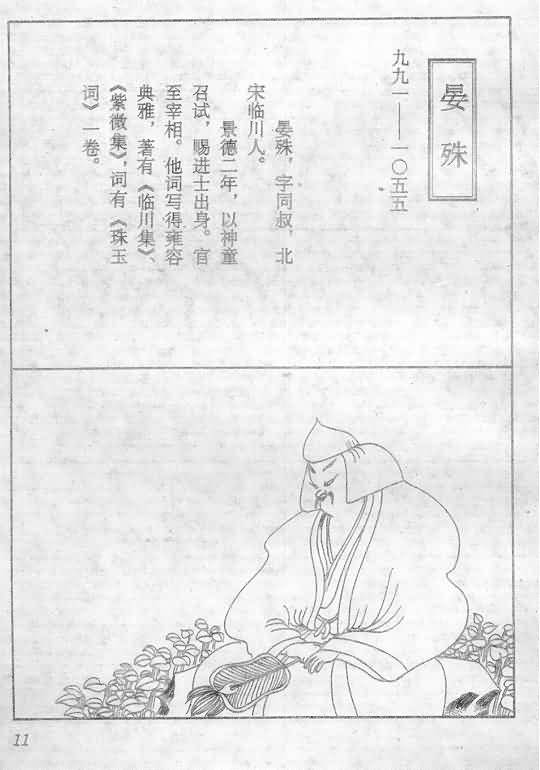 晏殊
九九一——一〇五五
晏殊，字同叔，北
宋临川人。
景德二年，以神童
召试，赐进士出身。官
至宰相。他词写得雍容
典雅，著有《临川集》、
《紫微集》，词有《珠玉
词》一卷。
11